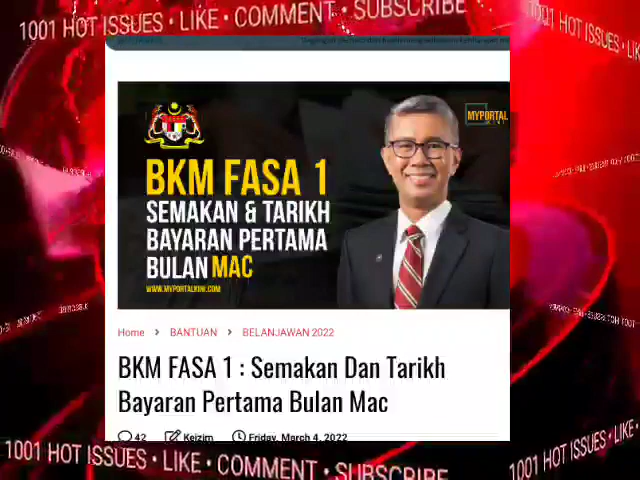 1001 HOT ISSUES • LIKE • COMMENT • SUBSCRIBE
1001 HOT ISSUES • LIK
MYPORTAL
KINI
BKM FASA 1
SEMAKAN & TARIKH
BAYARAN PERTAMA
BULAN MAC
WWW.MYPORTALKINI.COM
Home > BANTUAN > BELANJAWAN 2022
BKM FASA 1 : Semakan Dan Tarikh
Bayaran Pertama Bulan Mac
42 Keizim Friday, March 4, 2022
1001 HOT ISSUES • LIKE • COMMENT • SUBSCRIBE
1001 HOT ISSUES • LIKE